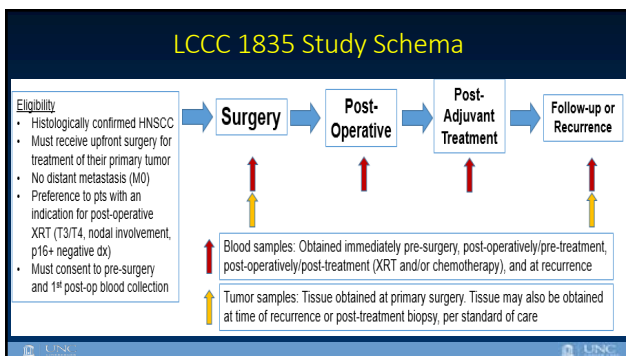 LCCC 1835 Study Schema
Eligibility
• Histologically confirmed HNSCC
• Must receive upfront surgery for
treatment of their primary tumor
• No distant metastasis (M0)
• Preference to pts with an
indication for post-operative
XRT (T3/T4, nodal involvement,
p16+ negative dx)
• Must consent to pre-surgery
and 1st post-op blood collection
Surgery
Post-
Operative
Post-
Adjuvant
Treatment
Follow-up or
Recurrence
Blood samples: Obtained immediately pre-surgery, post-operatively/pre-treatment,
post-operatively/post-treatment (XRT and/or chemotherapy), and at recurrence
Tumor samples: Tissue obtained at primary surgery. Tissue may also be obtained
at time of recurrence or post-treatment biopsy, per standard of care
UNC
UNC